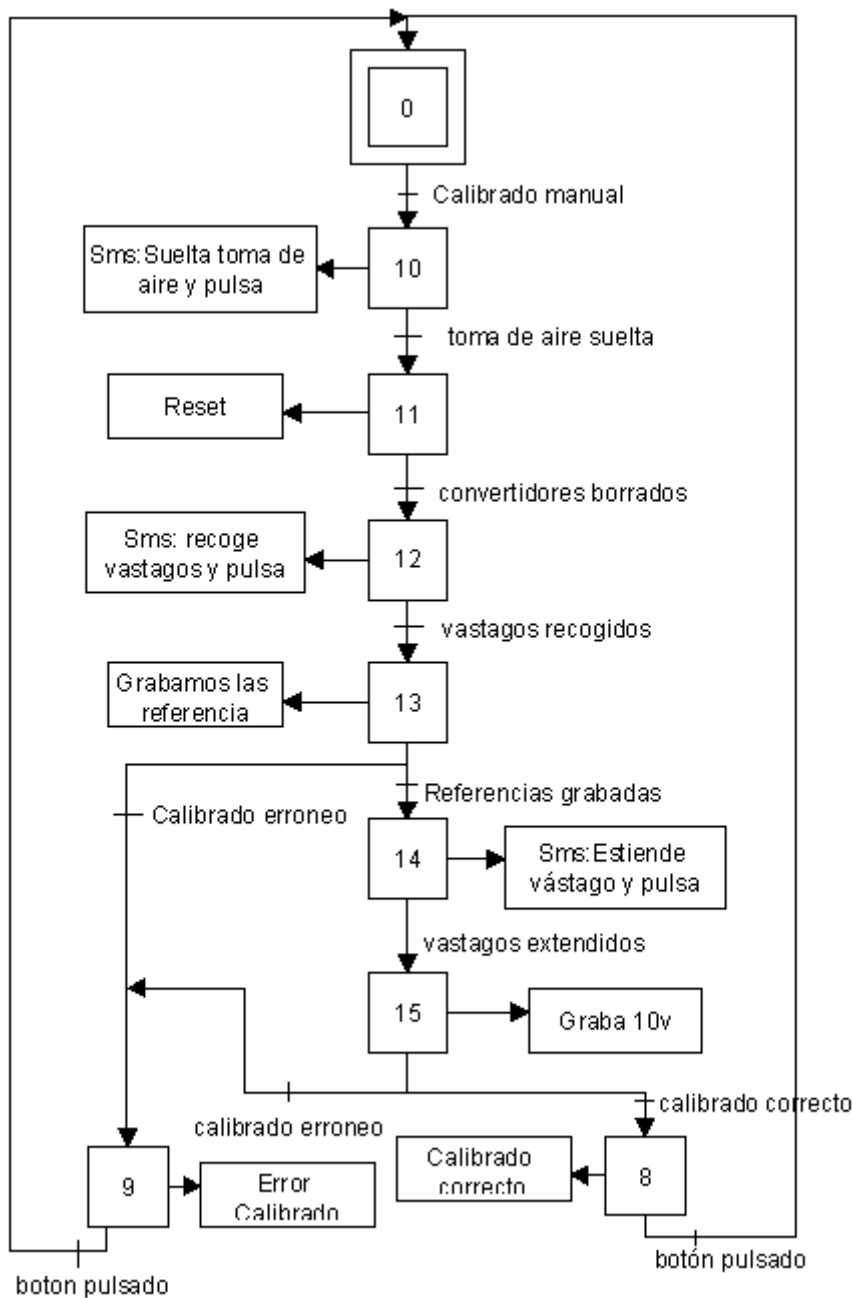 0
Calibrado manual
Sms:Suelta toma de
aire y pulsa
10
toma de aire suelta
Reset
11
convertidores borrados
Sms: recoge
vastagos y pulsa
12
vastagos recogidos
Grabamos las
referencia
13
Calibrado erroneo
Referencias grabadas
14
Sms:Estiende
vástago y pulsa
vastagos extendidos
15
Graba 10v
calibrado erroneo
calibrado correcto
9
Error
Calibrado
Calibrado
correcto
8
boton pulsado
botón pulsado